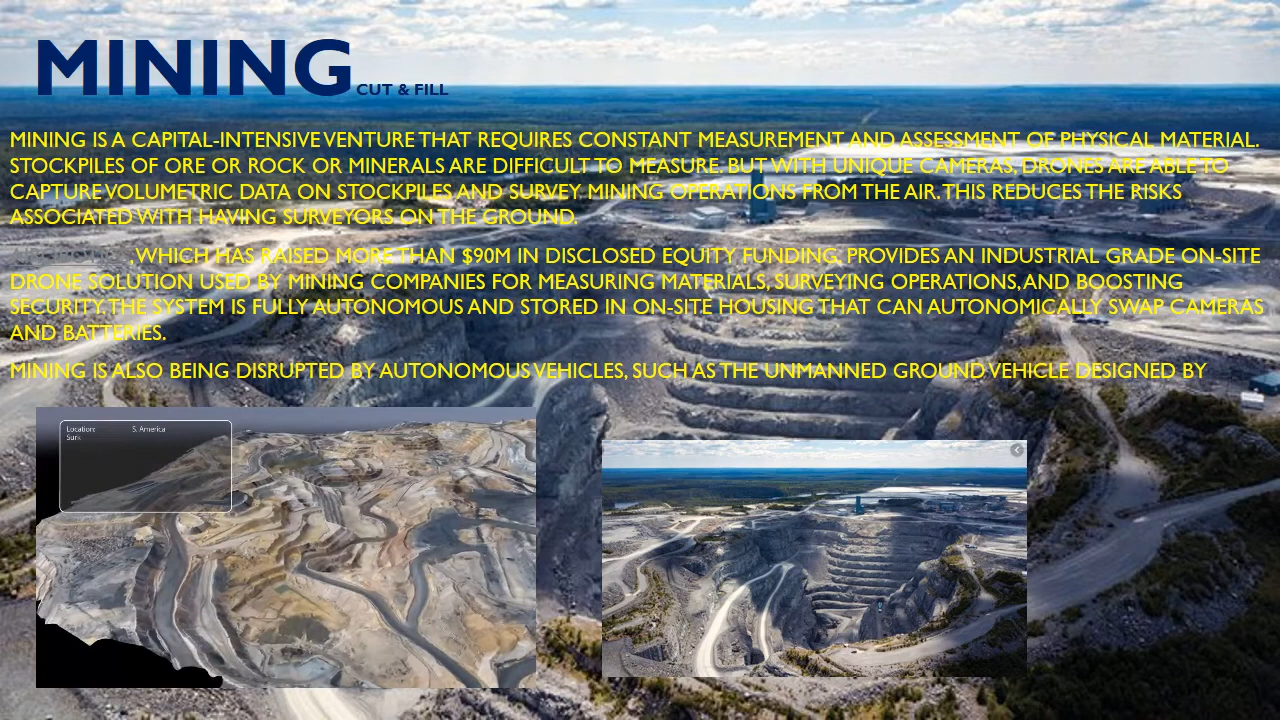 MINING CUT & FILL
MINING IS A CAPITAL-INTENSIVE VENTURE THAT REQUIRES CONSTANT MEASUREMENT AND ASSESSMENT OF PHYSICAL MATERIAL.
STOCKPILES OF ORE OR ROCK OR MINERALS ARE DIFFICULT TO MEASURE. BUT WITH UNIQUE CAMERAS, DRONES ARE ABLE TO
CAPTURE VOLUMETRIC DATA ON STOCKPILES AND SURVEY MINING OPERATIONS FROM THE AIR. THIS REDUCES THE RISKS
ASSOCIATED WITH HAVING SURVEYORS ON THE GROUND.
, WHICH HAS RAISED MORE THAN $90M IN DISCLOSED EQUITY FUNDING, PROVIDES AN INDUSTRIAL GRADE ON-SITE
DRONE SOLUTION USED BY MINING COMPANIES FOR MEASURING MATERIALS, SURVEYING OPERATIONS, AND BOOSTING
SECURITY. THE SYSTEM IS FULLY AUTONOMOUS AND STORED IN ON-SITE HOUSING THAT CAN AUTONOMICALLY SWAP CAMERAS
AND BATTERIES.
MINING IS ALSO BEING DISRUPTED BY AUTONOMOUS VEHICLES, SUCH AS THE UNMANNED GROUND VEHICLE DESIGNED BY
Location: S. America